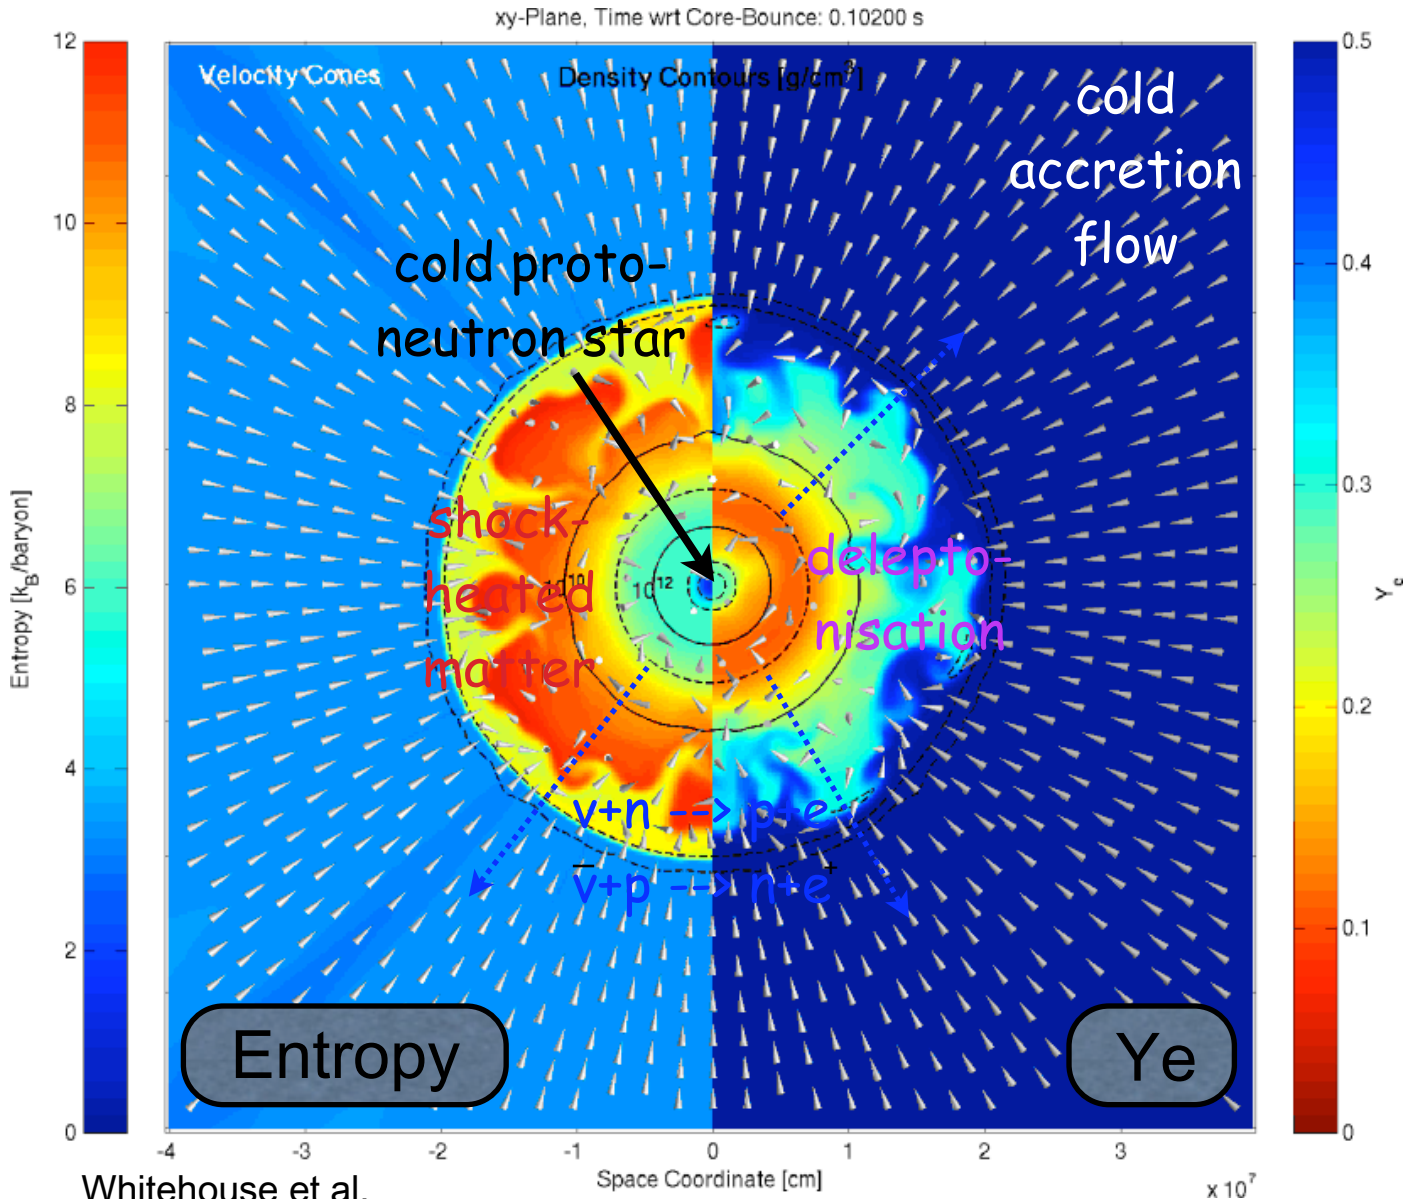 xy-Plane, Time wrt Core-Bounce: 0.10200 s
Velocity Cones
Density Contours [g/cm³]
cold
accretion
flow
cold proto-
neutron star
shock-
heated
matter
10¹⁰
10¹²
delepto-
nisation
ν+n --> p+e⁻
ν̅+p --> n+e⁺
Entropy
Ye
12
10
8
6
4
2
0
Entropy [k_B/baryon]
0.5
0.4
0.3
0.2
0.1
0
Y_e
-4
-3
-2
-1
0
1
2
3
x 10⁷
Space Coordinate [cm]
Whitehouse et al.